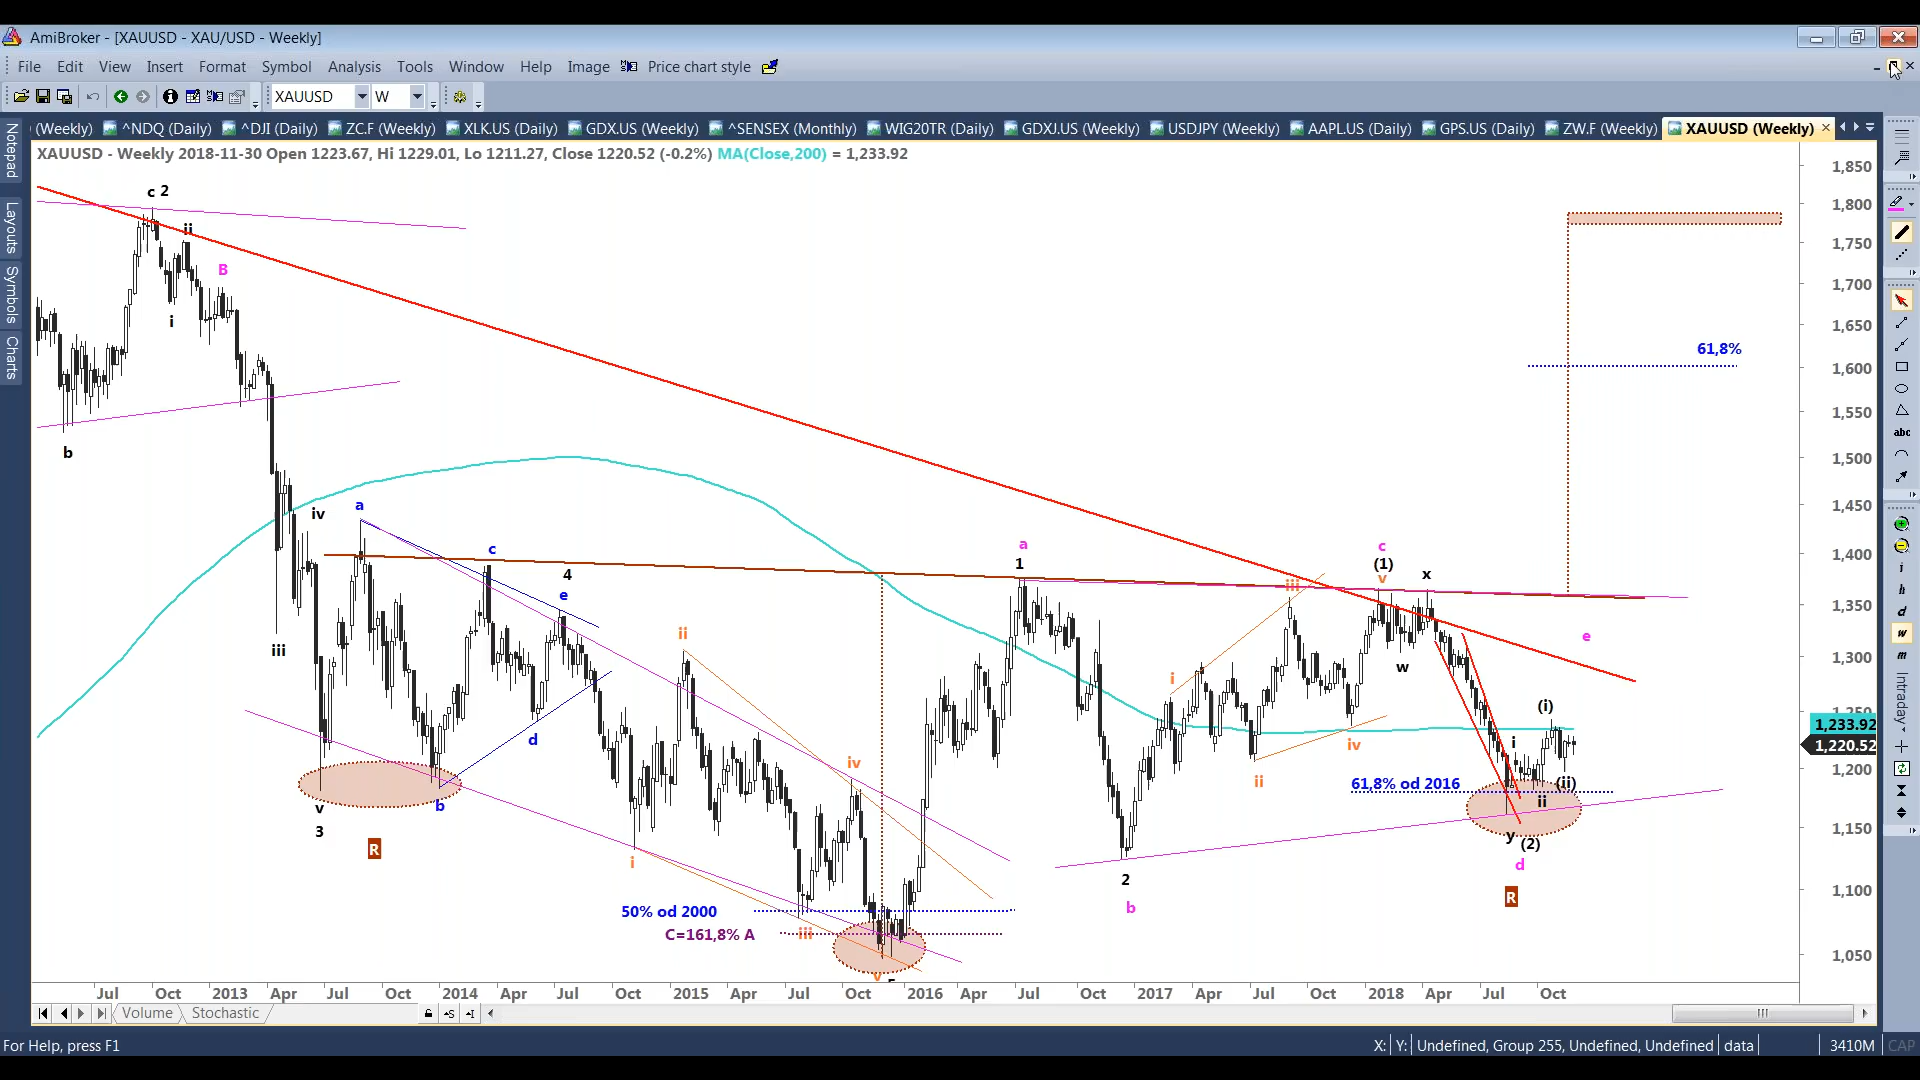 AmiBroker - [XAUUSD - XAU/USD - Weekly]
File Edit View Insert Format Symbol Analysis Tools Window Help Image Price chart style
XAUUSD W
(Weekly) ^NDQ (Daily) ^DJI (Daily) ZC.F (Weekly) XLK.US (Daily) GDX.US (Weekly) ^SENSEX (Monthly) WIG20TR (Daily) GDXJ.US (Weekly) USDJPY (Weekly) AAPL.US (Daily) GPS.US (Daily) ZW.F (Weekly) XAUUSD (Weekly)
XAUUSD - Weekly 2018-11-30 Open 1223.67, Hi 1229.01, Lo 1211.27, Close 1220.52 (-0.2%) MA(Close,200) = 1,233.92
Notepad
Layouts
Symbols
Charts
1,850
c 2
1,800
ii
1,750
B
1,700
i
1,650
61,8%
1,600
1,550
b
1,500
iv
a
1,450
c
a
c
1,400
4
1
(1)
x
e
iii
v
1,350
ii
e
iii
w
1,300
i
(i)
1,250
d
i
iv
1,233.92
1,220.52
iv
ii
61,8% od 2016
(ii)
1,200
v
b
ii
3
y
(2)
1,150
R
i
d
2
R
b
1,100
50% od 2000
C=161,8% A
iii
1,050
v
Jul Oct 2013 Apr Jul Oct 2014 Apr Jul Oct 2015 Apr Jul Oct 2016 Apr Jul Oct 2017 Apr Jul Oct 2018 Apr Jul Oct
Volume Stochastic
abc
i
h
d
w
m
Intraday
For Help, press F1
X: Y: Undefined, Group 255, Undefined, Undefined data 3410M CAP